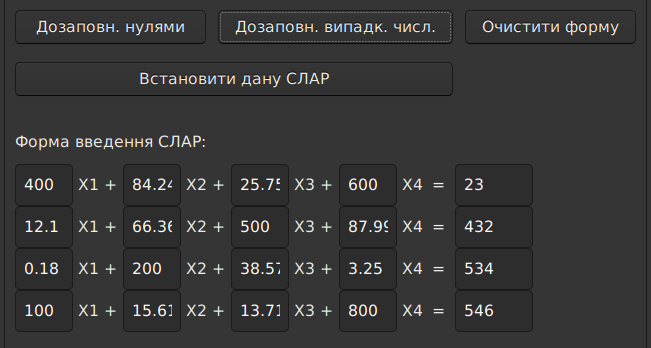 Дозаповн. нулями Дозаповн. випадк. числ. Очистити форму
Встановити дану СЛАР
Форма введення СЛАР:
400 X1 + 84.24 X2 + 25.75 X3 + 600 X4 = 23
12.1 X1 + 66.36 X2 + 500 X3 + 87.99 X4 = 432
0.18 X1 + 200 X2 + 38.57 X3 + 3.25 X4 = 534
100 X1 + 15.61 X2 + 13.71 X3 + 800 X4 = 546